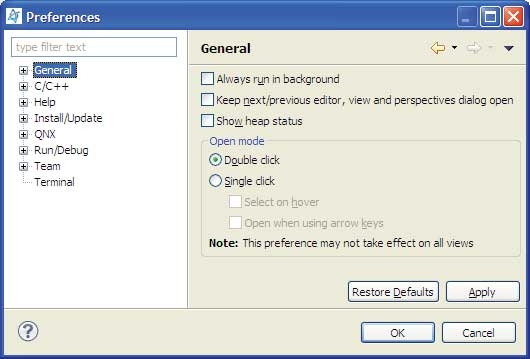 Preferences
type filter text
General
C/C++
Help
Install/Update
QNX
Run/Debug
Team
Terminal
General
Always run in background
Keep next/previous editor, view and perspectives dialog open
Show heap status
Open mode
Double click
Single click
Select on hover
Open when using arrow keys
Note: This preference may not take effect on all views
Restore Defaults
Apply
?
OK
Cancel